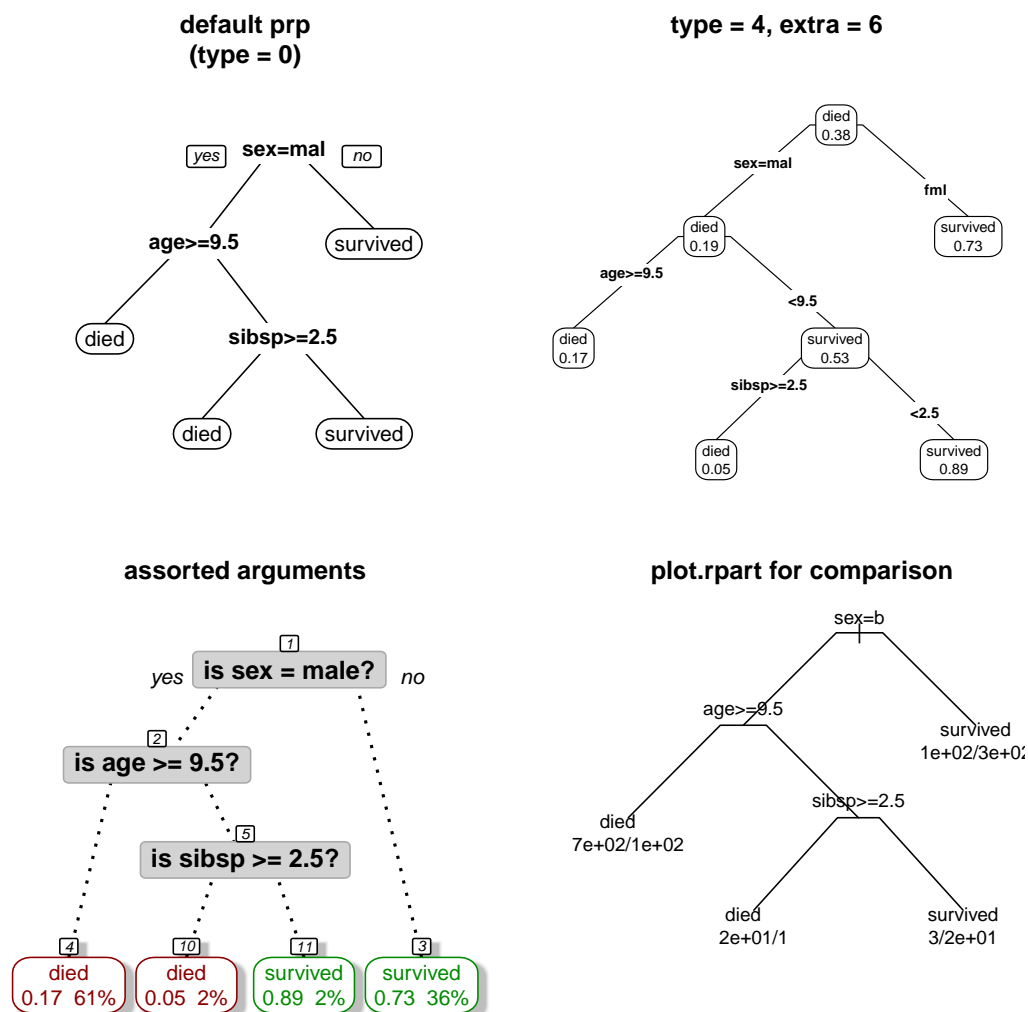 default prp
(type = 0)
yes
sex=mal
no
age>=9.5
survived
died
sibsp>=2.5
died
survived
type = 4, extra = 6
died
0.38
sex=mal
fml
died
0.19
survived
0.73
age>=9.5
<9.5
died
0.17
survived
0.53
sibsp>=2.5
<2.5
died
0.05
survived
0.89
assorted arguments
1
yes
is sex = male?
no
2
is age >= 9.5?
5
is sibsp >= 2.5?
4
10
11
3
died
0.17 61%
died
0.05 2%
survived
0.89 2%
survived
0.73 36%
plot.rpart for comparison
sex=b
age>=9.5
survived
1e+02/3e+02
sibsp>=2.5
died
7e+02/1e+02
died
2e+01/1
survived
3/2e+01